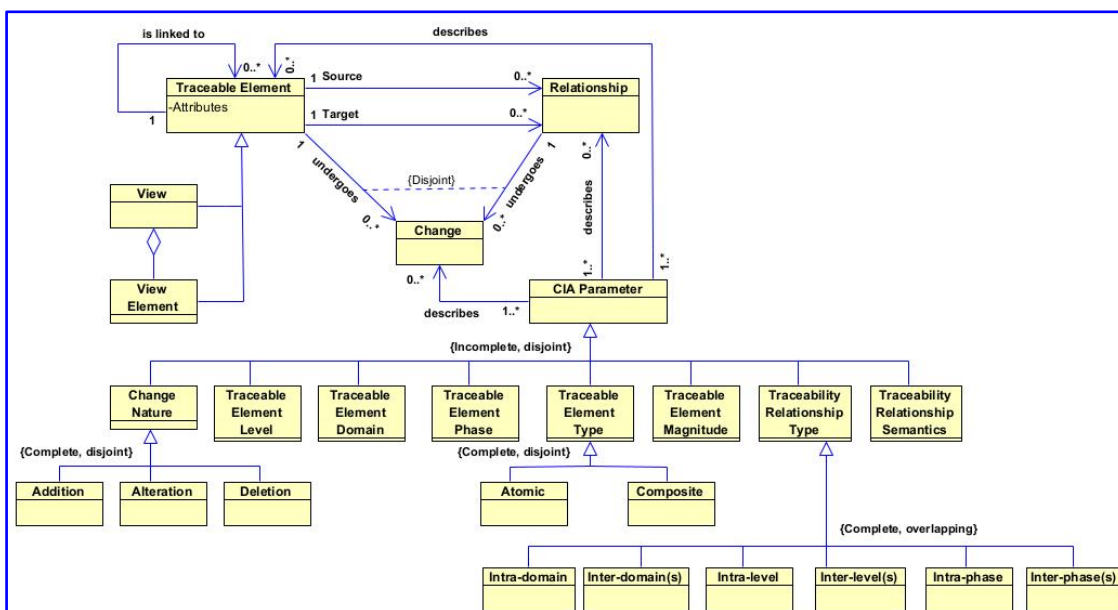 is linked to
describes
0..*
0..*
Traceable Element
-Attributes
1
1 Source
0..*
Relationship
1 Target
0..*
1
undergoes
0..*
{Disjoint}
1
undergoes
0..*
0..*
describes
1..*
1..*
View
Change
View
Element
0..*
describes
1..*
CIA Parameter
{Incomplete, disjoint}
Change
Nature
Traceable
Element
Level
Traceable
Element
Domain
Traceable
Element
Phase
Traceable
Element
Type
Traceable
Element
Magnitude
Traceability
Relationship
Type
Traceability
Relationship
Semantics
{Complete, disjoint}
{Complete, disjoint}
Addition
Alteration
Deletion
Atomic
Composite
{Complete, overlapping}
Intra-domain
Inter-domain(s)
Intra-level
Inter-level(s)
Intra-phase
Inter-phase(s)